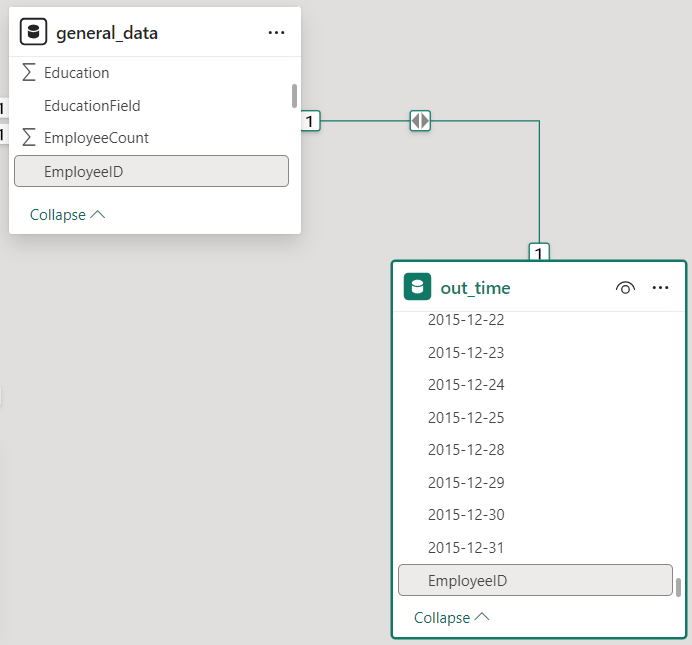 general_data
Education
EducationField
1
1
EmployeeCount
1
EmployeeID
Collapse
1
out_time
2015-12-22
2015-12-23
2015-12-24
2015-12-25
2015-12-28
2015-12-29
2015-12-30
2015-12-31
EmployeeID
Collapse